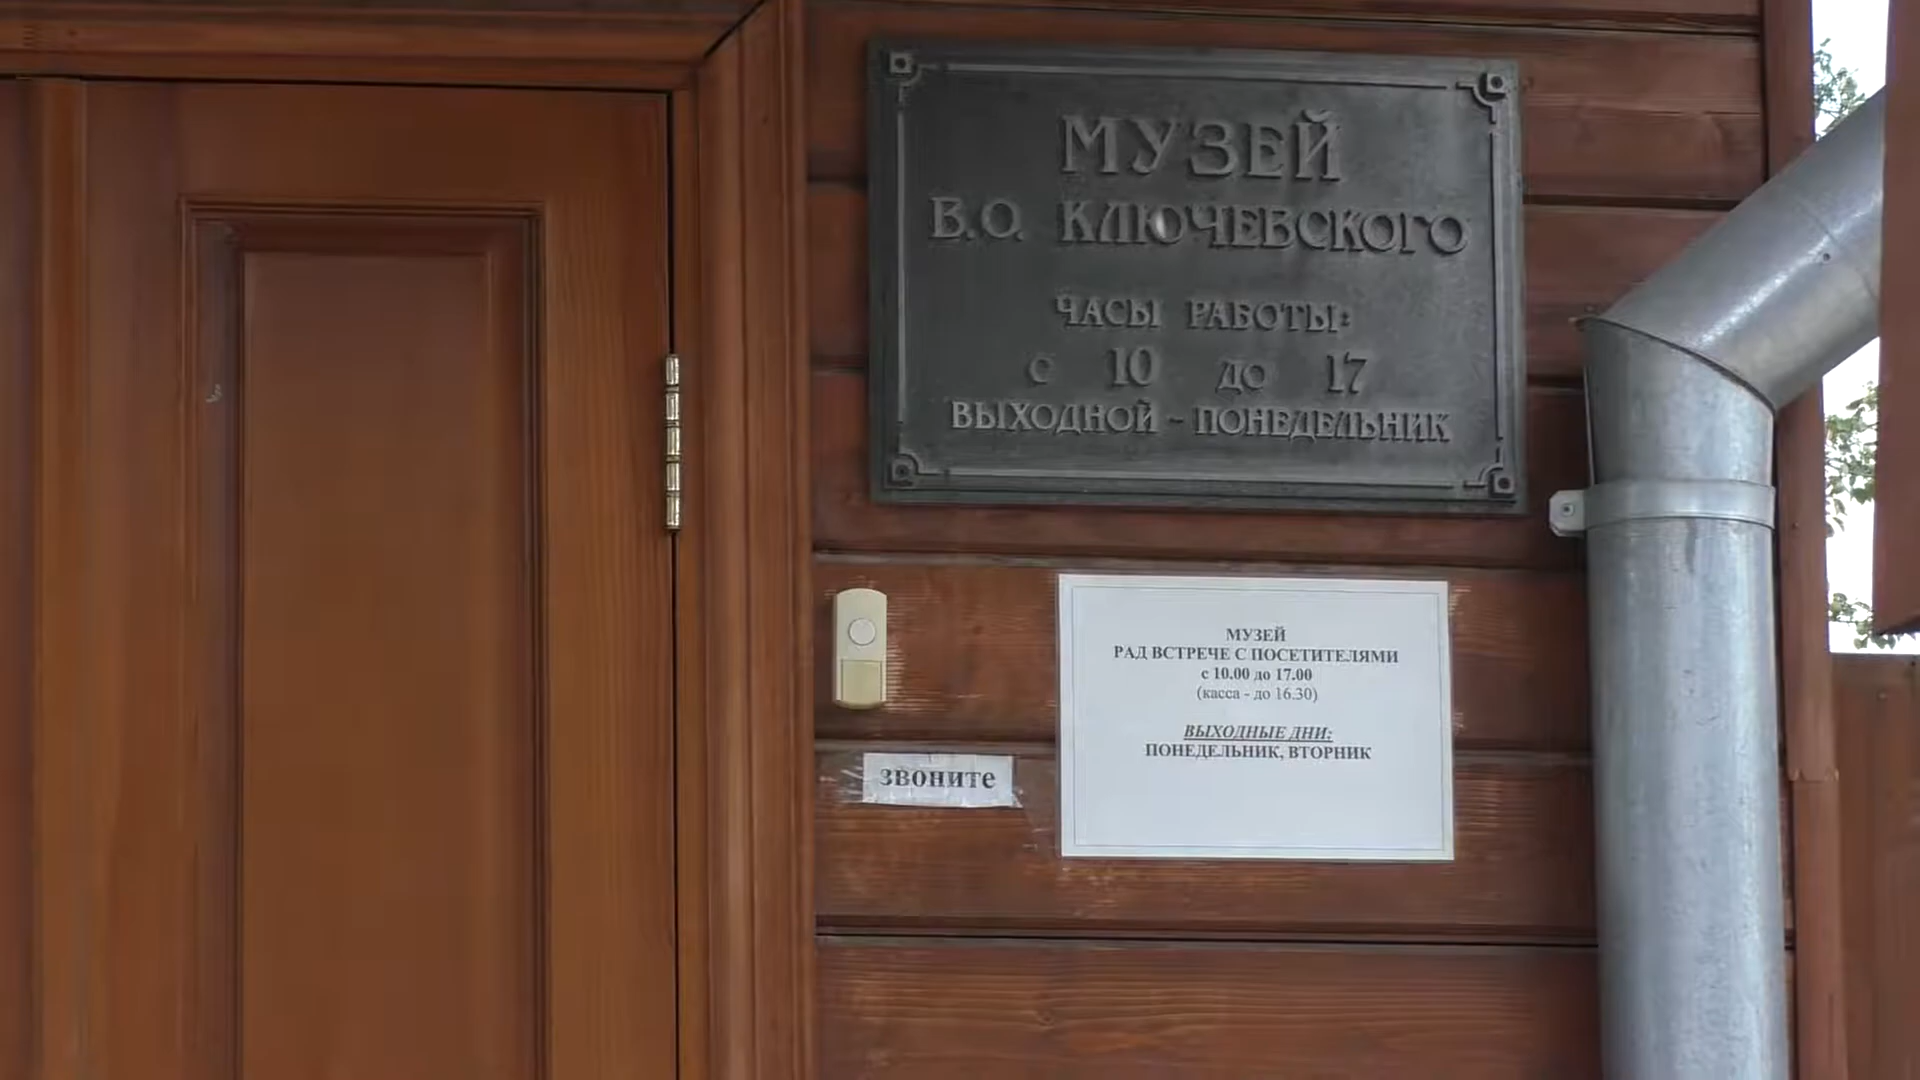 МУЗЕЙ
В.О. КЛЮЧЕВСКОГО
ЧАСЫ РАБОТЫ:
с 10 до 17
ВЫХОДНОЙ - ПОНЕДЕЛЬНИК
МУЗЕЙ
РАД ВСТРЕЧЕ С ПОСЕТИТЕЛЯМИ
с 10.00 до 17.00
(касса - до 16.30)
ВЫХОДНЫЕ ДНИ:
ПОНЕДЕЛЬНИК, ВТОРНИК
звоните